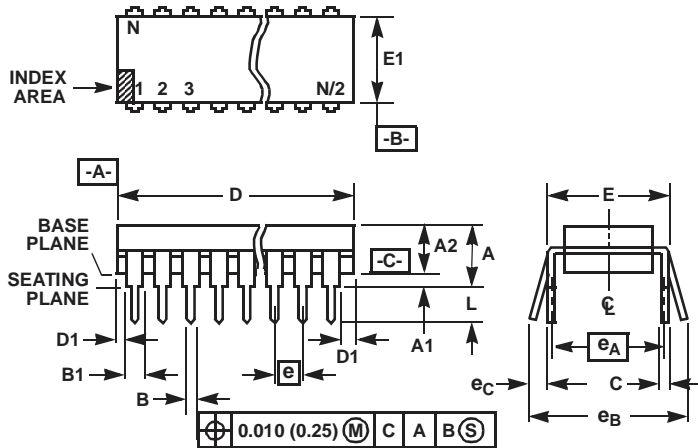 N
E1
INDEX
AREA
1 2 3 N/2
-B-
-A-
D
E
BASE
PLANE
A2
A
-C-
SEATING
PLANE
L
C
L
D1
A1
D1
eA
B1
e
eC
C
B
eB
0.010 (0.25) M C A B S